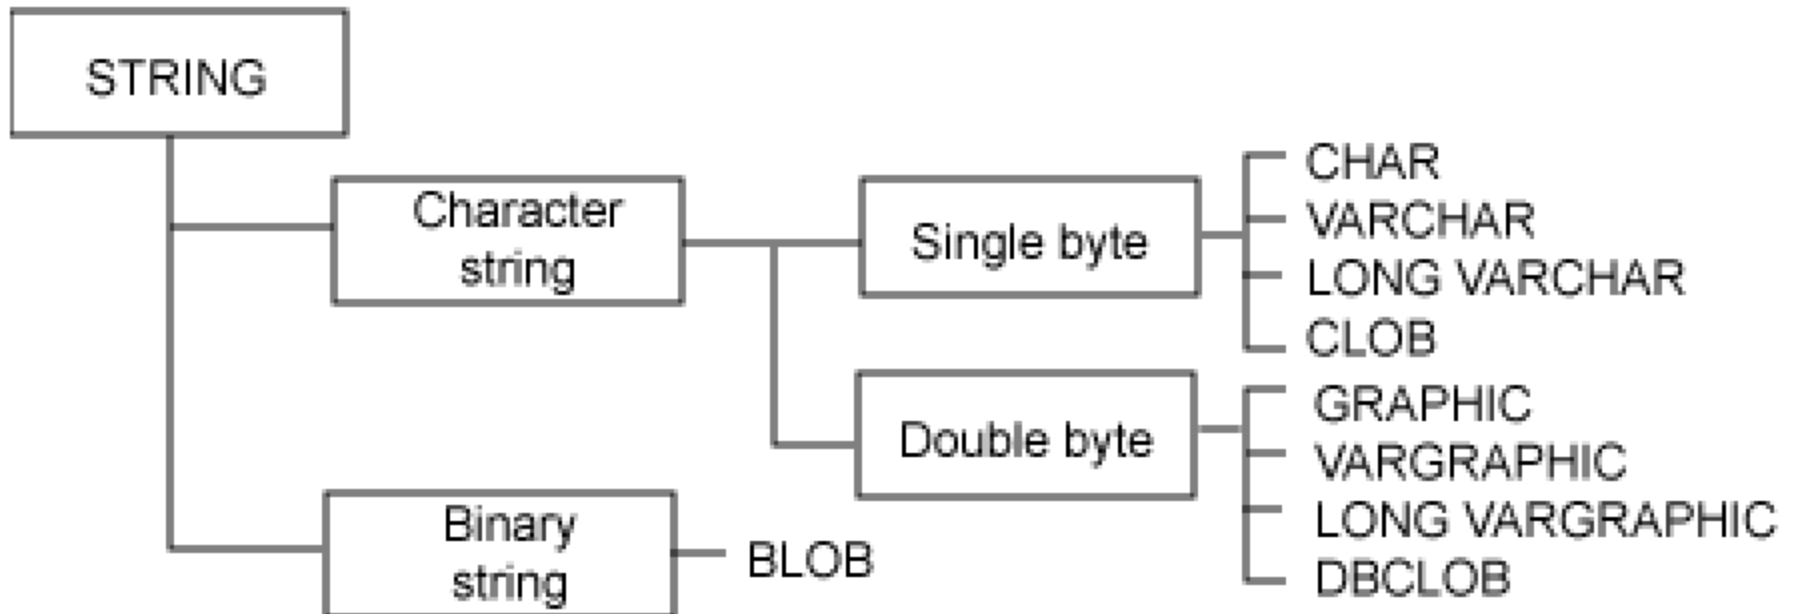 STRING
Character
string
Single byte
CHAR
VARCHAR
LONG VARCHAR
CLOB
Double byte
GRAPHIC
VARGRAPHIC
LONG VARGRAPHIC
DBCLOB
Binary
string
BLOB